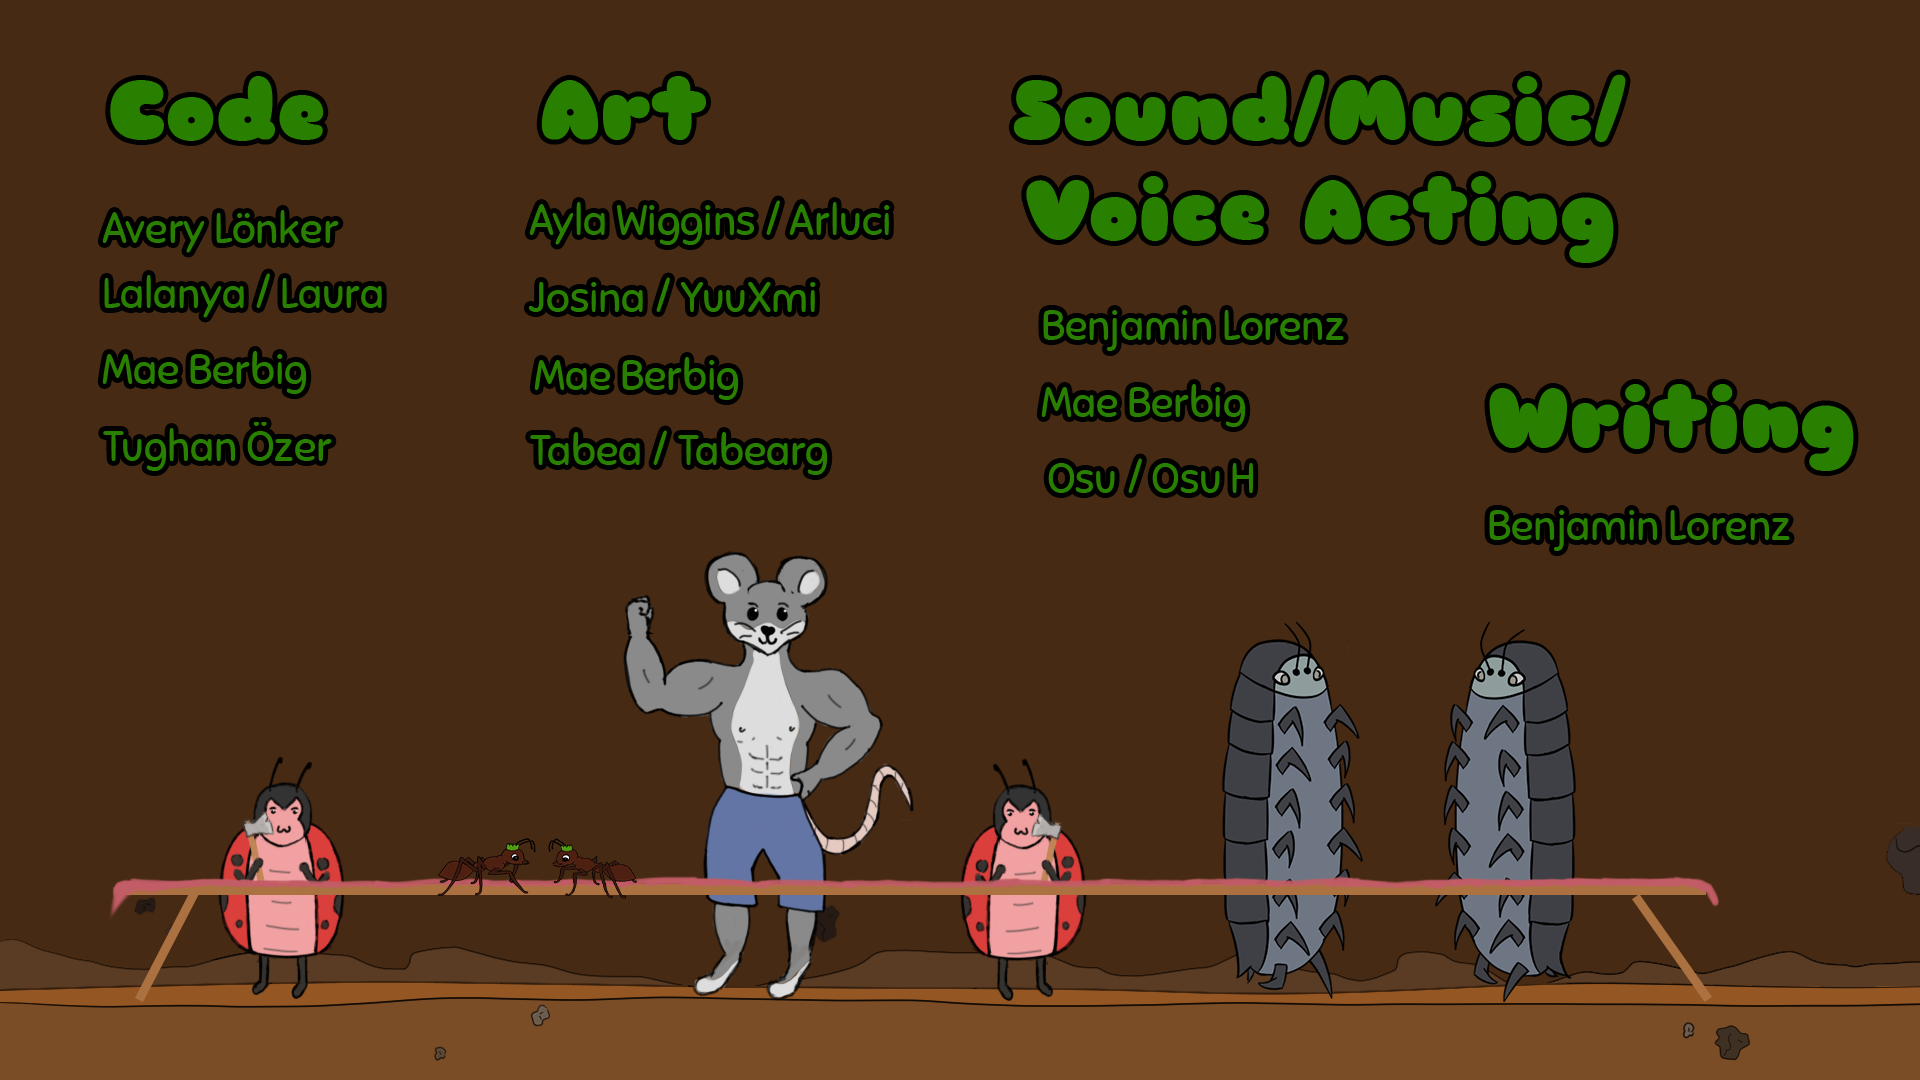 Code
Avery Lönker
Lalanya / Laura
Mae Berbig
Tughan Özer
Art
Ayla Wiggins / Arluci
Josina / YuuXmi
Mae Berbig
Tabea / Tabearg
Sound/Music/
Voice Acting
Benjamin Lorenz
Mae Berbig
Osu / Osu H
Writing
Benjamin Lorenz